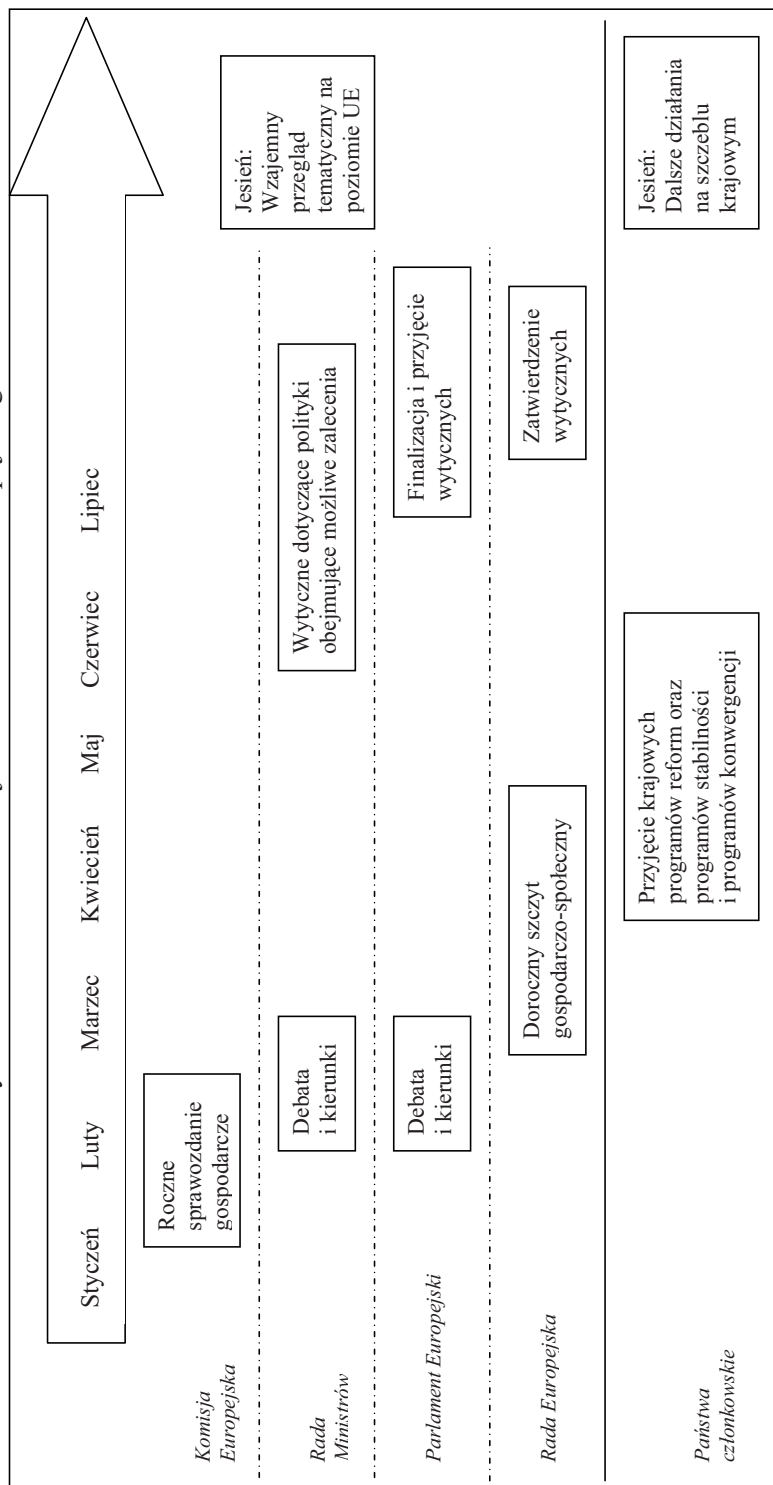 Styczeń Luty Marzec Kwiecień Maj Czerwiec Lipiec
Komisja
Europejska
Roczne
sprawozdanie
gospodarcze
Jesień:
Wzajemny
przegląd
tematyczny na
poziomie UE
Rada
Ministrów
Debata
i kierunki
Wytyczne dotyczące polityki
obejmujące możliwe zalecenia
Parlament Europejski
Debata
i kierunki
Finalizacja i przyjęcie
wytycznych
Rada Europejska
Doroczny szczyt
gospodarczo-społeczny
Zatwierdzenie
wytycznych
Państwa
członkowskie
Przyjęcie krajowych
programów reform oraz
programów stabilności
i programów konwergencji
Jesień:
Dalsze działania
na szczeblu
krajowym